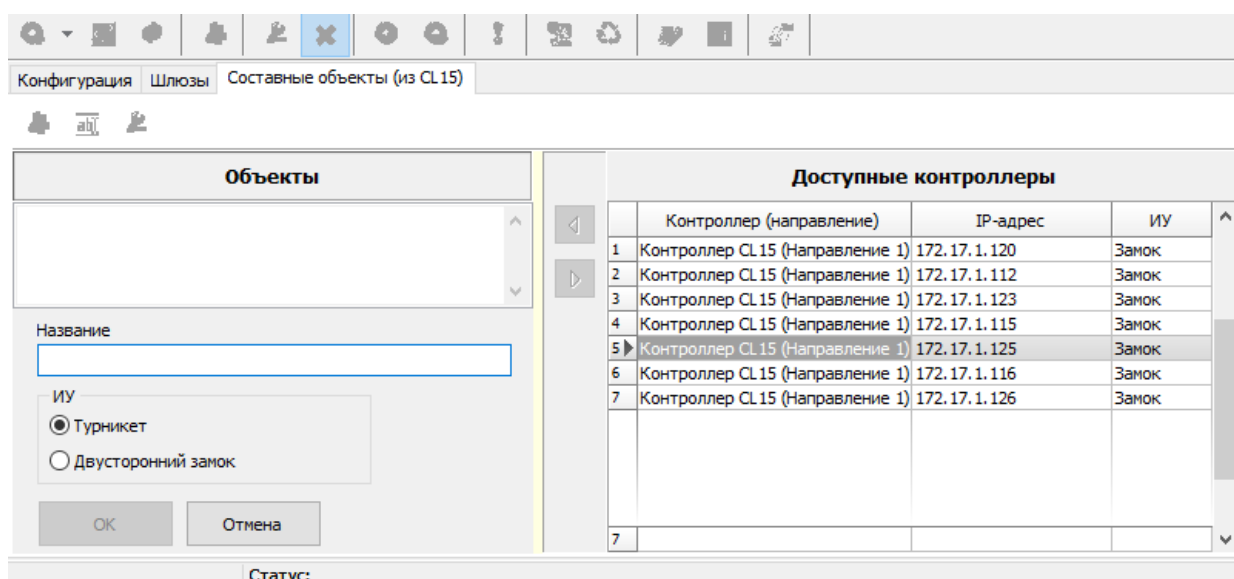 Конфигурация Шлюзы Составные объекты (из CL15)
ab
Объекты
Доступные контроллеры
Контроллер (направление) IP-адрес ИУ
1 Контроллер CL15 (Направление 1) 172.17.1.120 Замок
2 Контроллер CL15 (Направление 1) 172.17.1.112 Замок
3 Контроллер CL15 (Направление 1) 172.17.1.123 Замок
4 Контроллер CL15 (Направление 1) 172.17.1.115 Замок
5 Контроллер CL15 (Направление 1) 172.17.1.125 Замок
6 Контроллер CL15 (Направление 1) 172.17.1.116 Замок
7 Контроллер CL15 (Направление 1) 172.17.1.126 Замок
7
Название
ИУ
Турникет
Двусторонний замок
ОК Отмена
Статус: